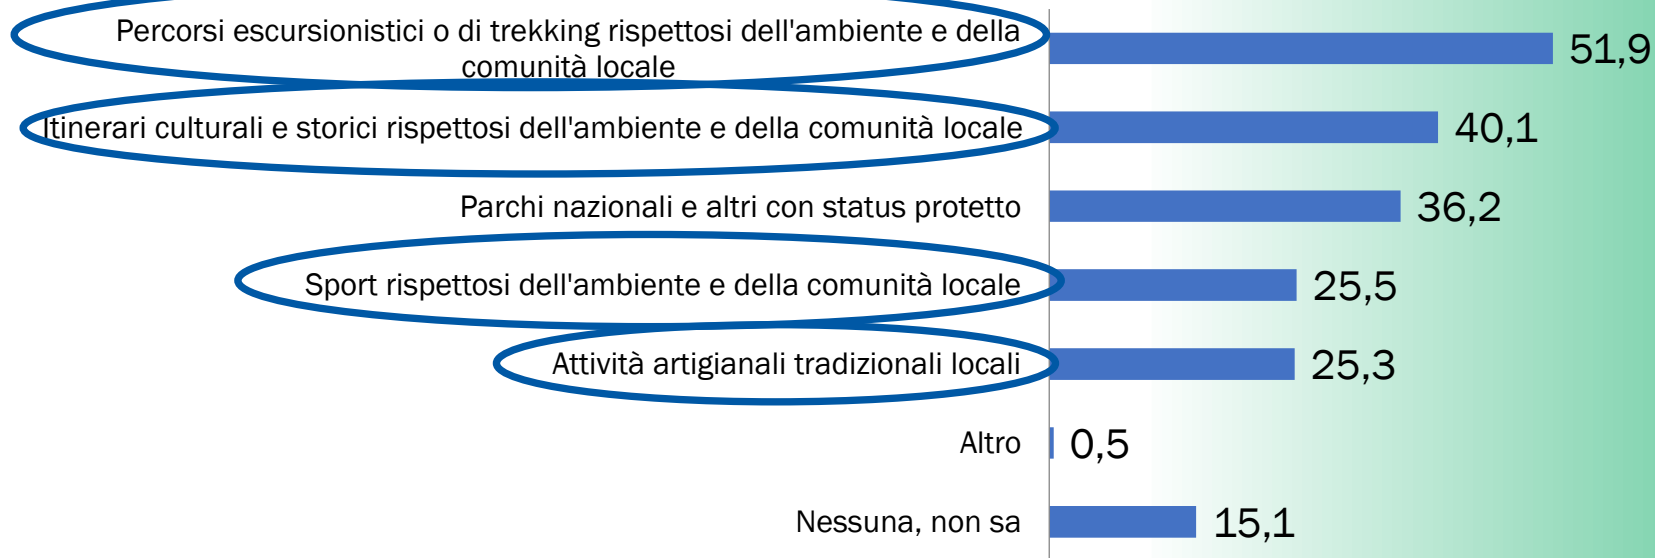 Percorsi escursionistici o di trekking rispettosi dell'ambiente e della
comunità locale
51,9
Itinerari culturali e storici rispettosi dell'ambiente e della comunità locale
40,1
Parchi nazionali e altri con status protetto
36,2
Sport rispettosi dell'ambiente e della comunità locale
25,5
Attività artigianali tradizionali locali
25,3
Altro
0,5
Nessuna, non sa
15,1